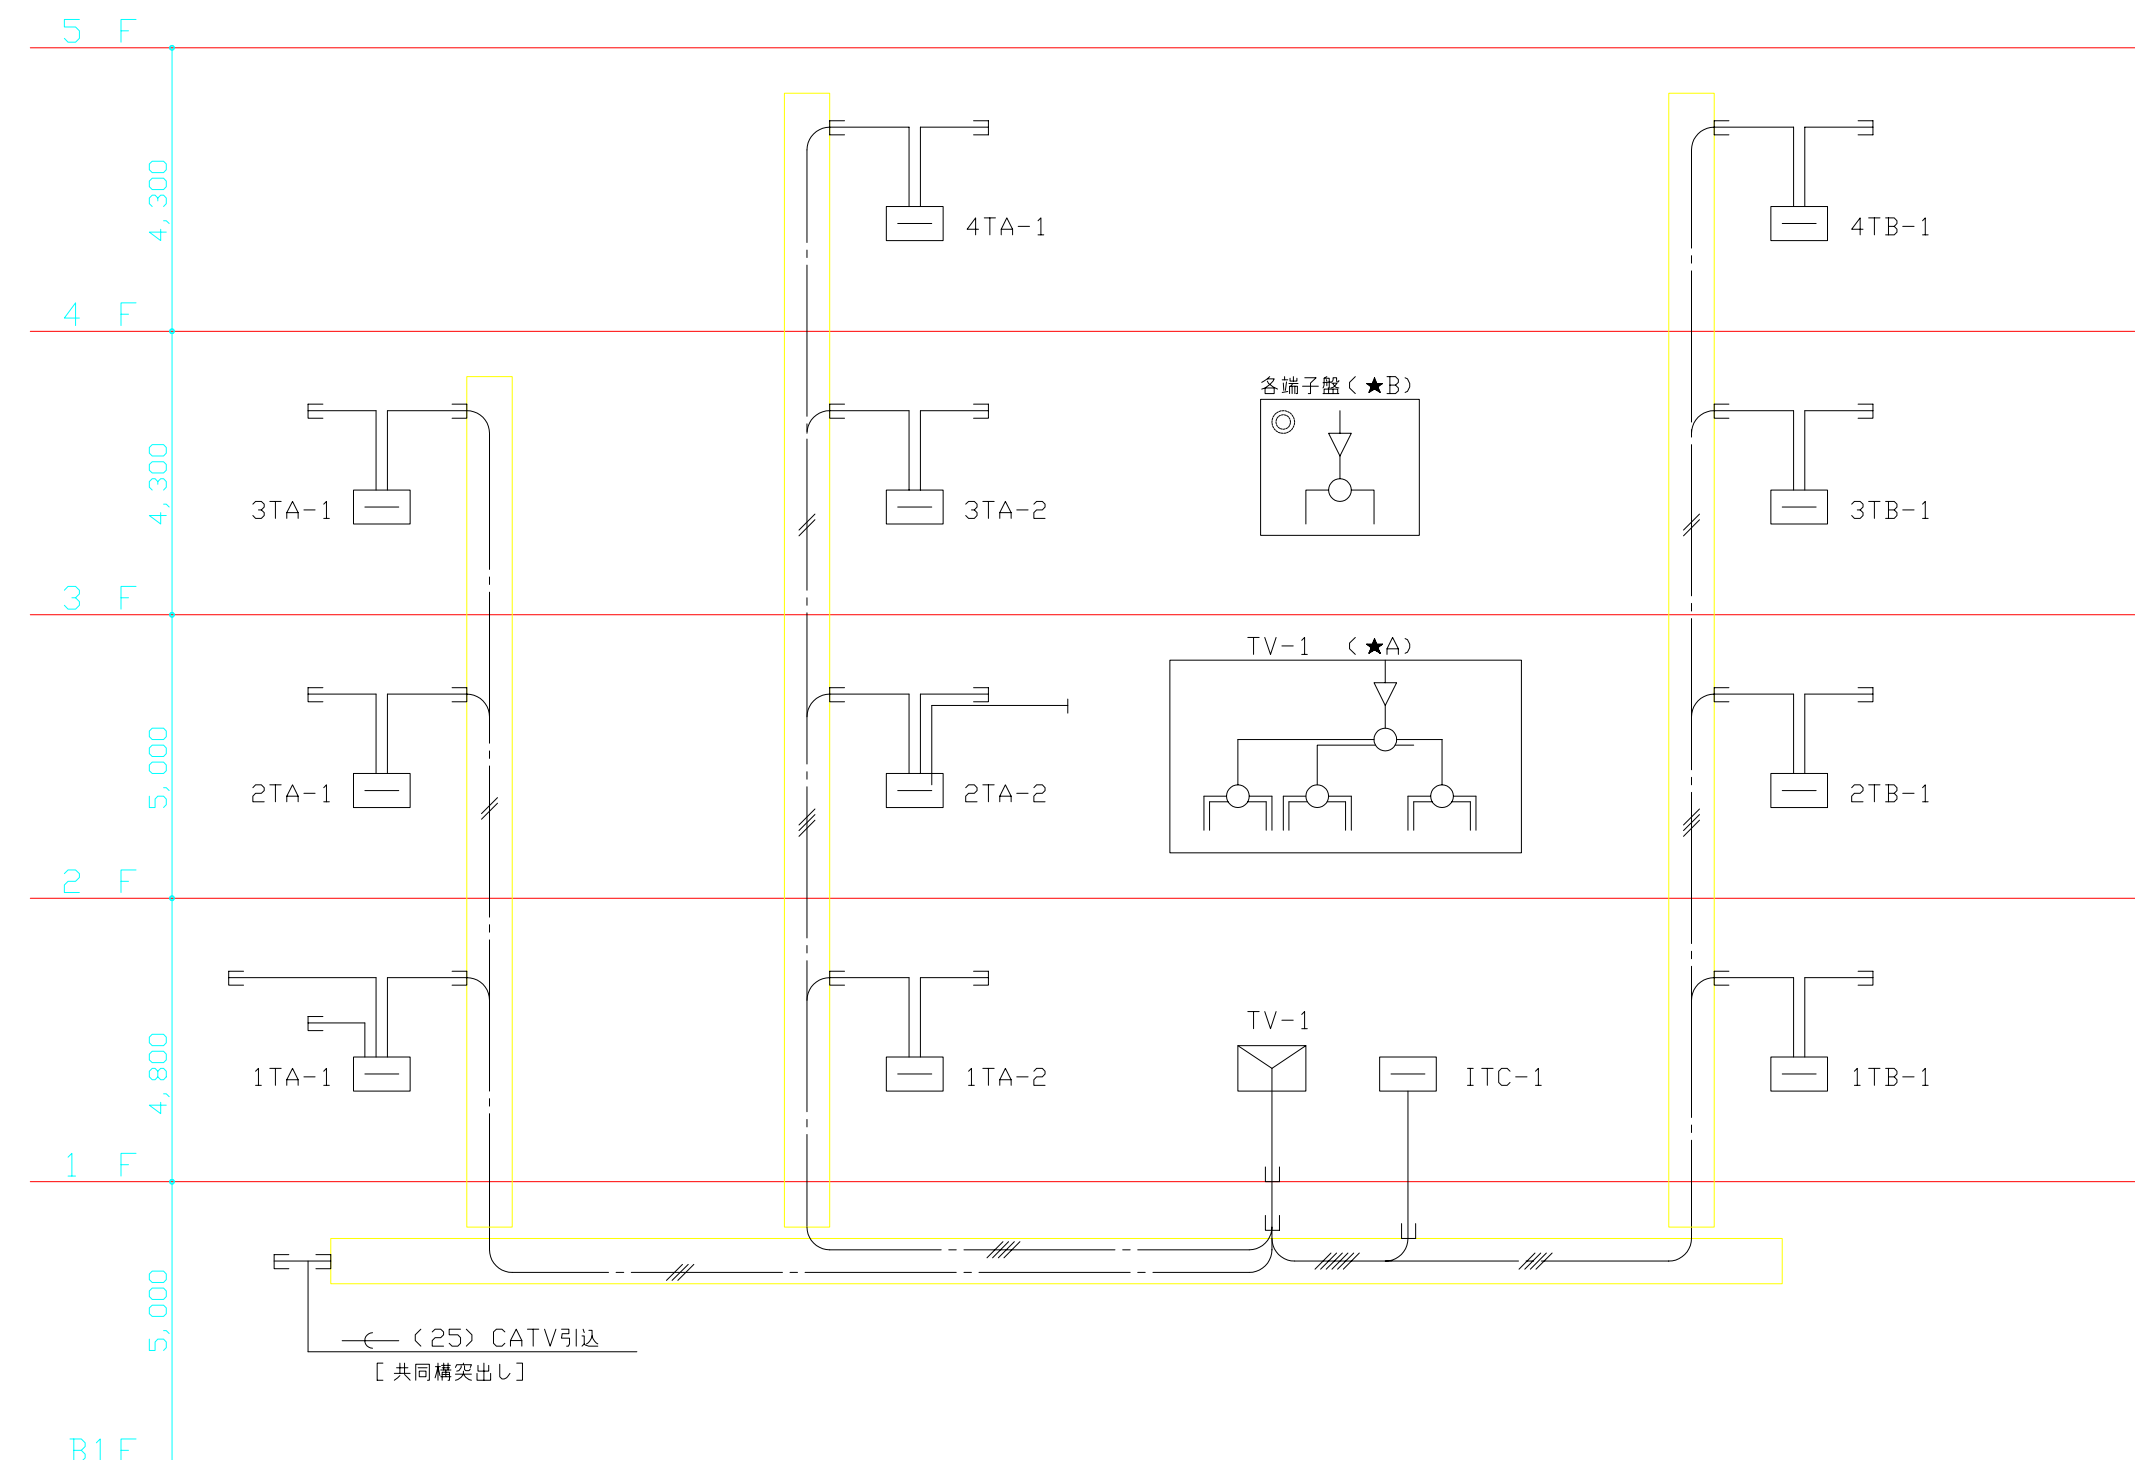 5 F
4,300
4TA-1
4TB-1
4 F
各端子盤(★B)
4,300
3TA-1
3TA-2
3TB-1
3 F
TV-1 (★A)
5,000
2TA-1
2TA-2
2TB-1
2 F
TV-1
4,800
1TA-1
1TA-2
ITC-1
1TB-1
1 F
5,000
(25) CATV引込
[共同構突出し]
B1F